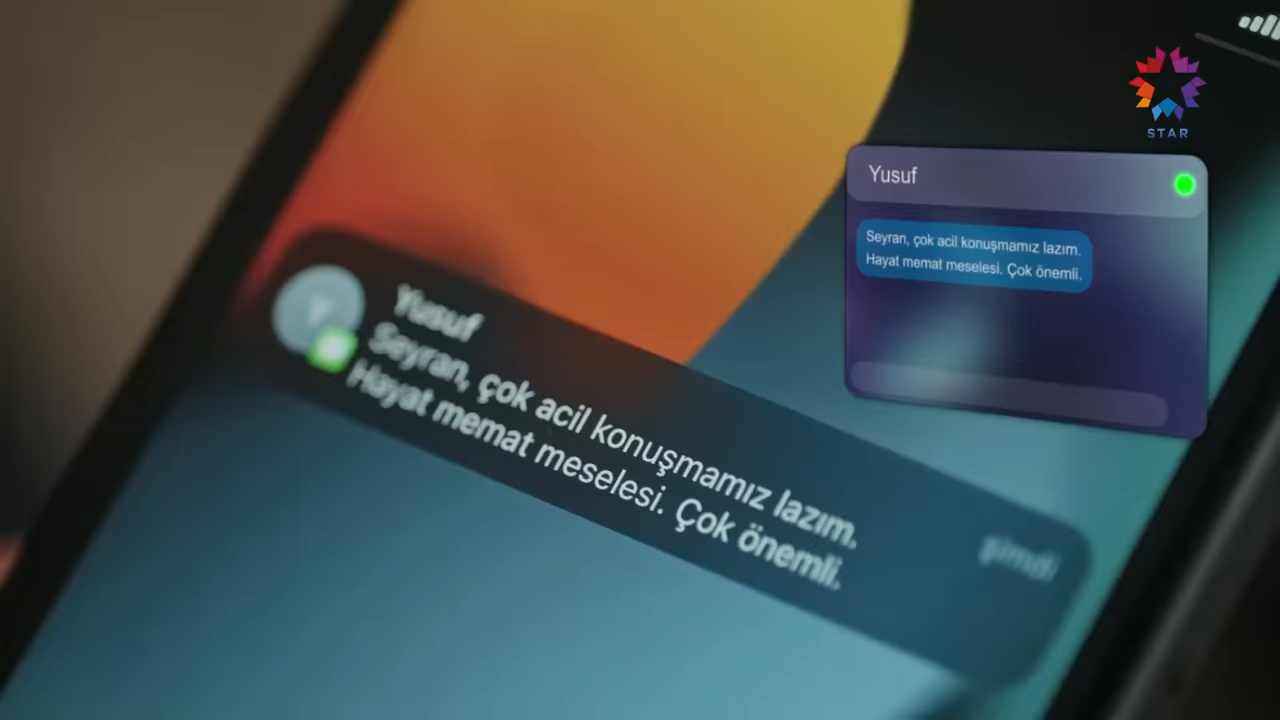 STAR
Yusuf
Seyran, çok acil konuşmamız lazım.
Hayat memat meselesi. Çok önemli.
Yusuf
Seyran, çok acil konuşmamız lazım.
Hayat memat meselesi. Çok önemli.
şimdi